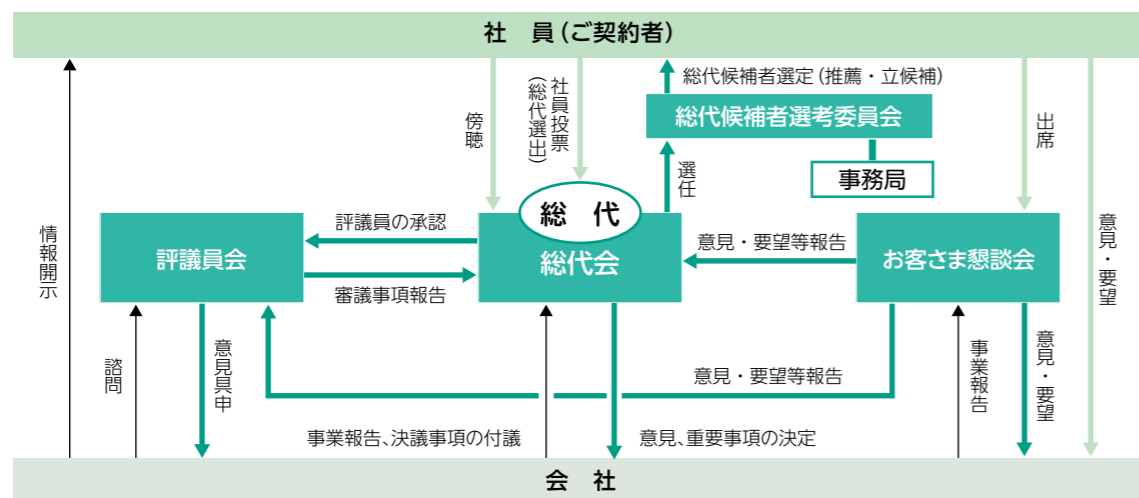 社　員（ご契約者）
総代候補者選定（推薦・立候補）
総代候補者選考委員会
事務局
選任
社員投票
（総代選出）
傍聴
出席
意見・要望
情報開示
総　代
総代会
評議員の承認
審議事項報告
評議員会
意見・要望等報告
お客さま懇談会
諮問
意見具申
意見・要望等報告
事業報告
意見・要望
事業報告、決議事項の付議
意見、重要事項の決定
会　社